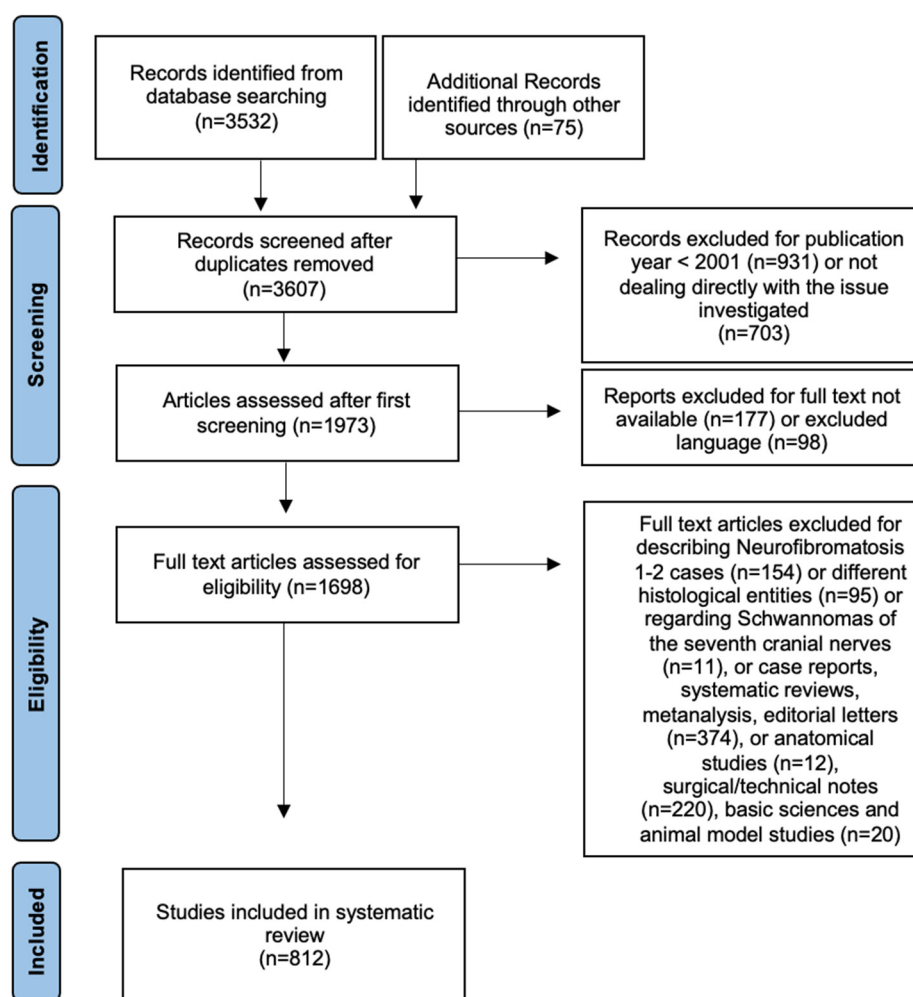 Identification
Records identified from
database searching
(n=3532)
Additional Records
identified through other
sources (n=75)
Screening
Records screened after
duplicates removed
(n=3607)
Records excluded for publication
year < 2001 (n=931) or not
dealing directly with the issue
investigated
(n=703)
Articles assessed after first
screening (n=1973)
Reports excluded for full text not
available (n=177) or excluded
language (n=98)
Eligibility
Full text articles assessed for
eligibility (n=1698)
Full text articles excluded for
describing Neurofibromatosis
1-2 cases (n=154) or different
histological entities (n=95) or
regarding Schwannomas of
the seventh cranial nerves
(n=11), or case reports,
systematic reviews,
metanalysis, editorial letters
(n=374), or anatomical
studies (n=12),
surgical/technical notes
(n=220), basic sciences and
animal model studies (n=20)
Included
Studies included in systematic
review
(n=812)